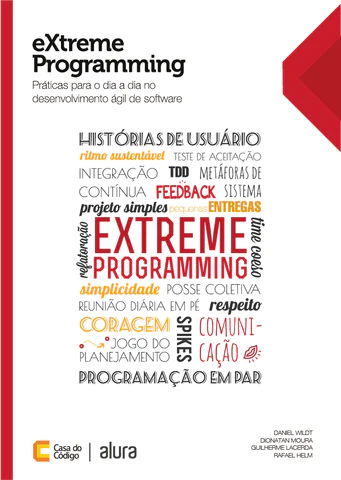 eXtreme
Programming
Práticas para o dia a dia no
desenvolvimento ágil de software
HISTÓRIAS DE USUÁRIO
ritmo sustentável TESTE DE ACEITAÇÃO
INTEGRAÇÃO TDD METÁFORAS DE
CONTÍNUA FEEDBACK SISTEMA
projeto simples pequenas ENTREGAS
refatoração
EXTREME
PROGRAMMING
time coeso
simplicidade POSSE COLETIVA
REUNIÃO DIÁRIA EM PÉ respeito
CORAGEM SPIKES COMUNI-
CAÇÃO
JOGO DO
PLANEJAMENTO
PROGRAMAÇÃO EM PAR
DANIEL WILDT
DIONATAN MOURA
GUILHERME LACERDA
RAFAEL HELM
Casa do
Código
alura